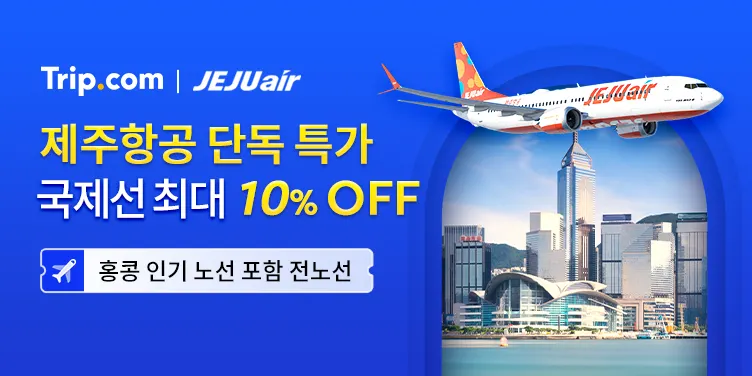 Trip.com | JEJUair
제주항공 단독 특가
국제선 최대 10% OFF
홍콩 인기 노선 포함 전노선
JEJUair